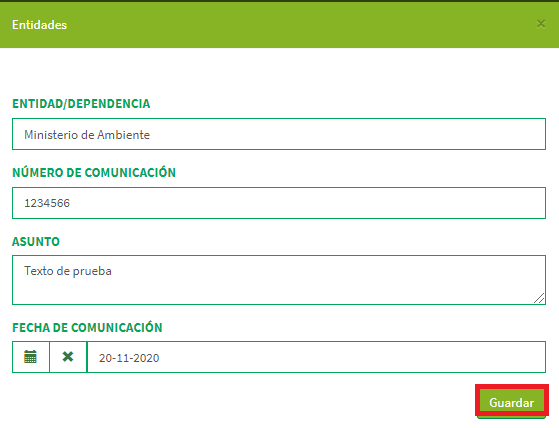 Entidades
×
ENTIDAD/DEPENDENCIA
Ministerio de Ambiente
NÚMERO DE COMUNICACIÓN
1234566
ASUNTO
Texto de prueba
FECHA DE COMUNICACIÓN
20-11-2020
Guardar